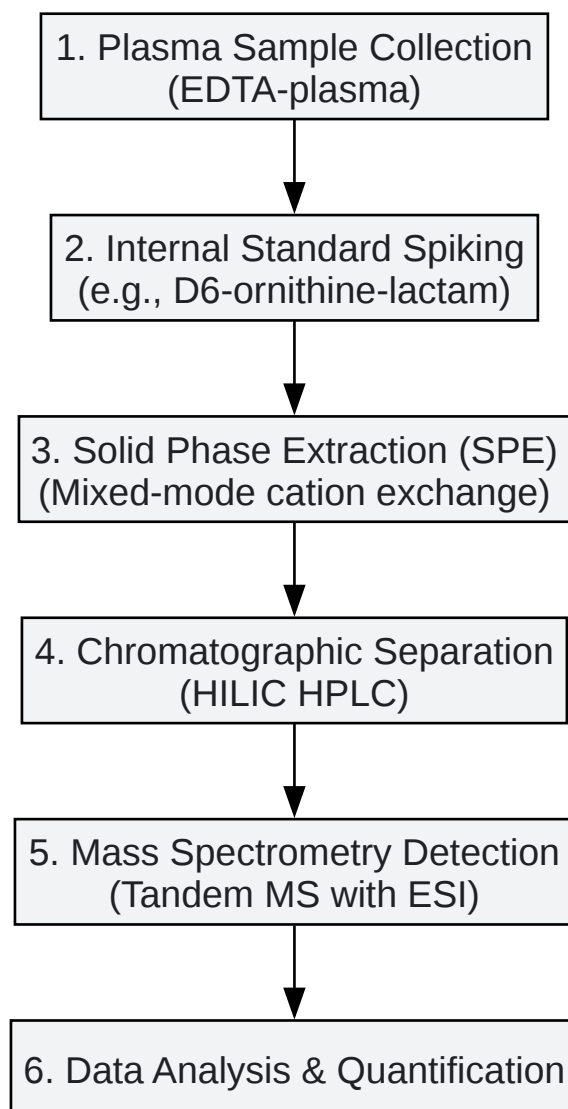 1. Plasma Sample Collection
(EDTA-plasma)
2. Internal Standard Spiking
(e.g., D6-ornithine-lactam)
3. Solid Phase Extraction (SPE)
(Mixed-mode cation exchange)
4. Chromatographic Separation
(HILIC HPLC)
5. Mass Spectrometry Detection
(Tandem MS with ESI)
6. Data Analysis & Quantification